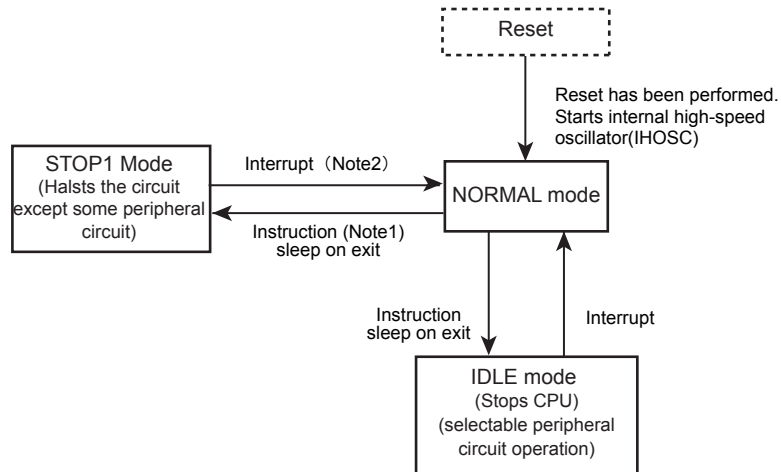 Reset
Reset has been performed.
Starts internal high-speed
oscillator(IHOSC)
STOP1 Mode
(Halsts the circuit
except some peripheral
circuit)
Interrupt（Note2）
NORMAL mode
Instruction (Note1)
sleep on exit
Instruction
sleep on exit
Interrupt
IDLE mode
(Stops CPU)
(selectable peripheral
circuit operation)